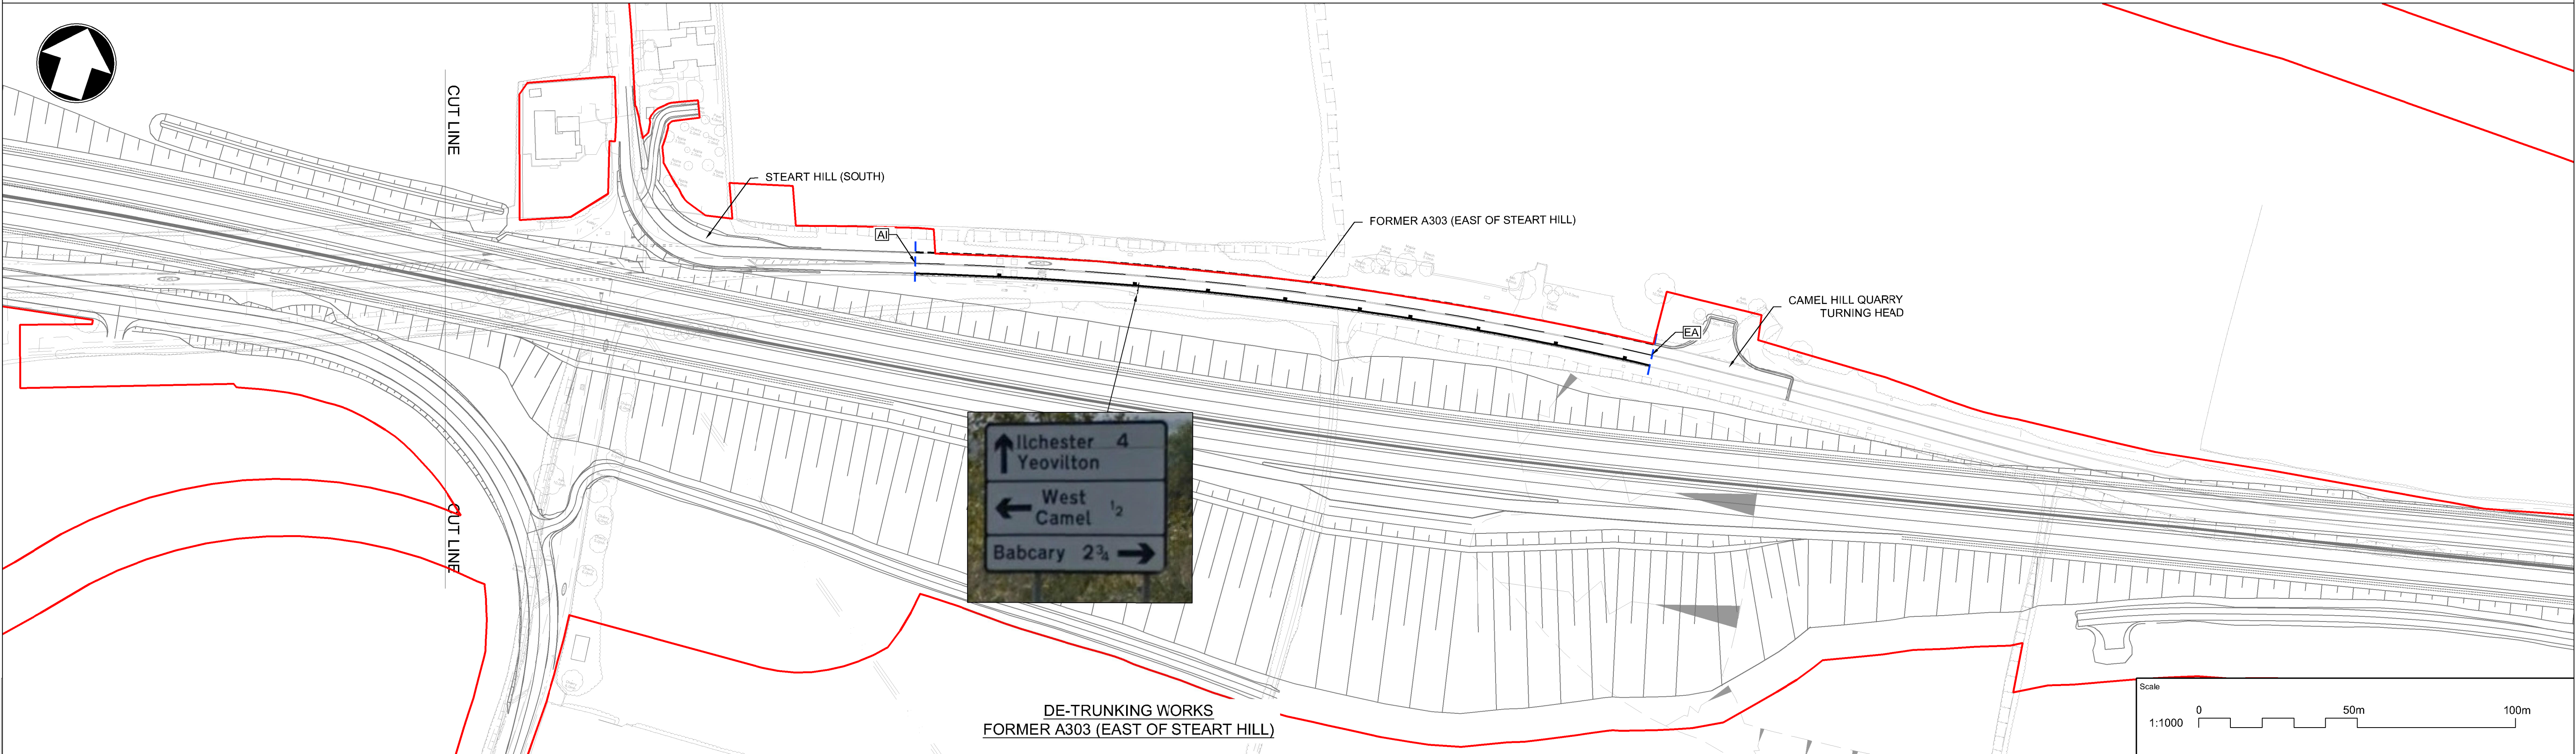 CUT LINE
STEART HILL (SOUTH)
AI
FORMER A303 (EAST OF STEART HILL)
CAMEL HILL QUARRY
TURNING HEAD
EA
Ilchester 4
Yeovilton
West
Camel ½
Babcary 2¾
CUT LINE
DE-TRUNKING WORKS
FORMER A303 (EAST OF STEART HILL)
Scale
1:1000
0 50m 100m